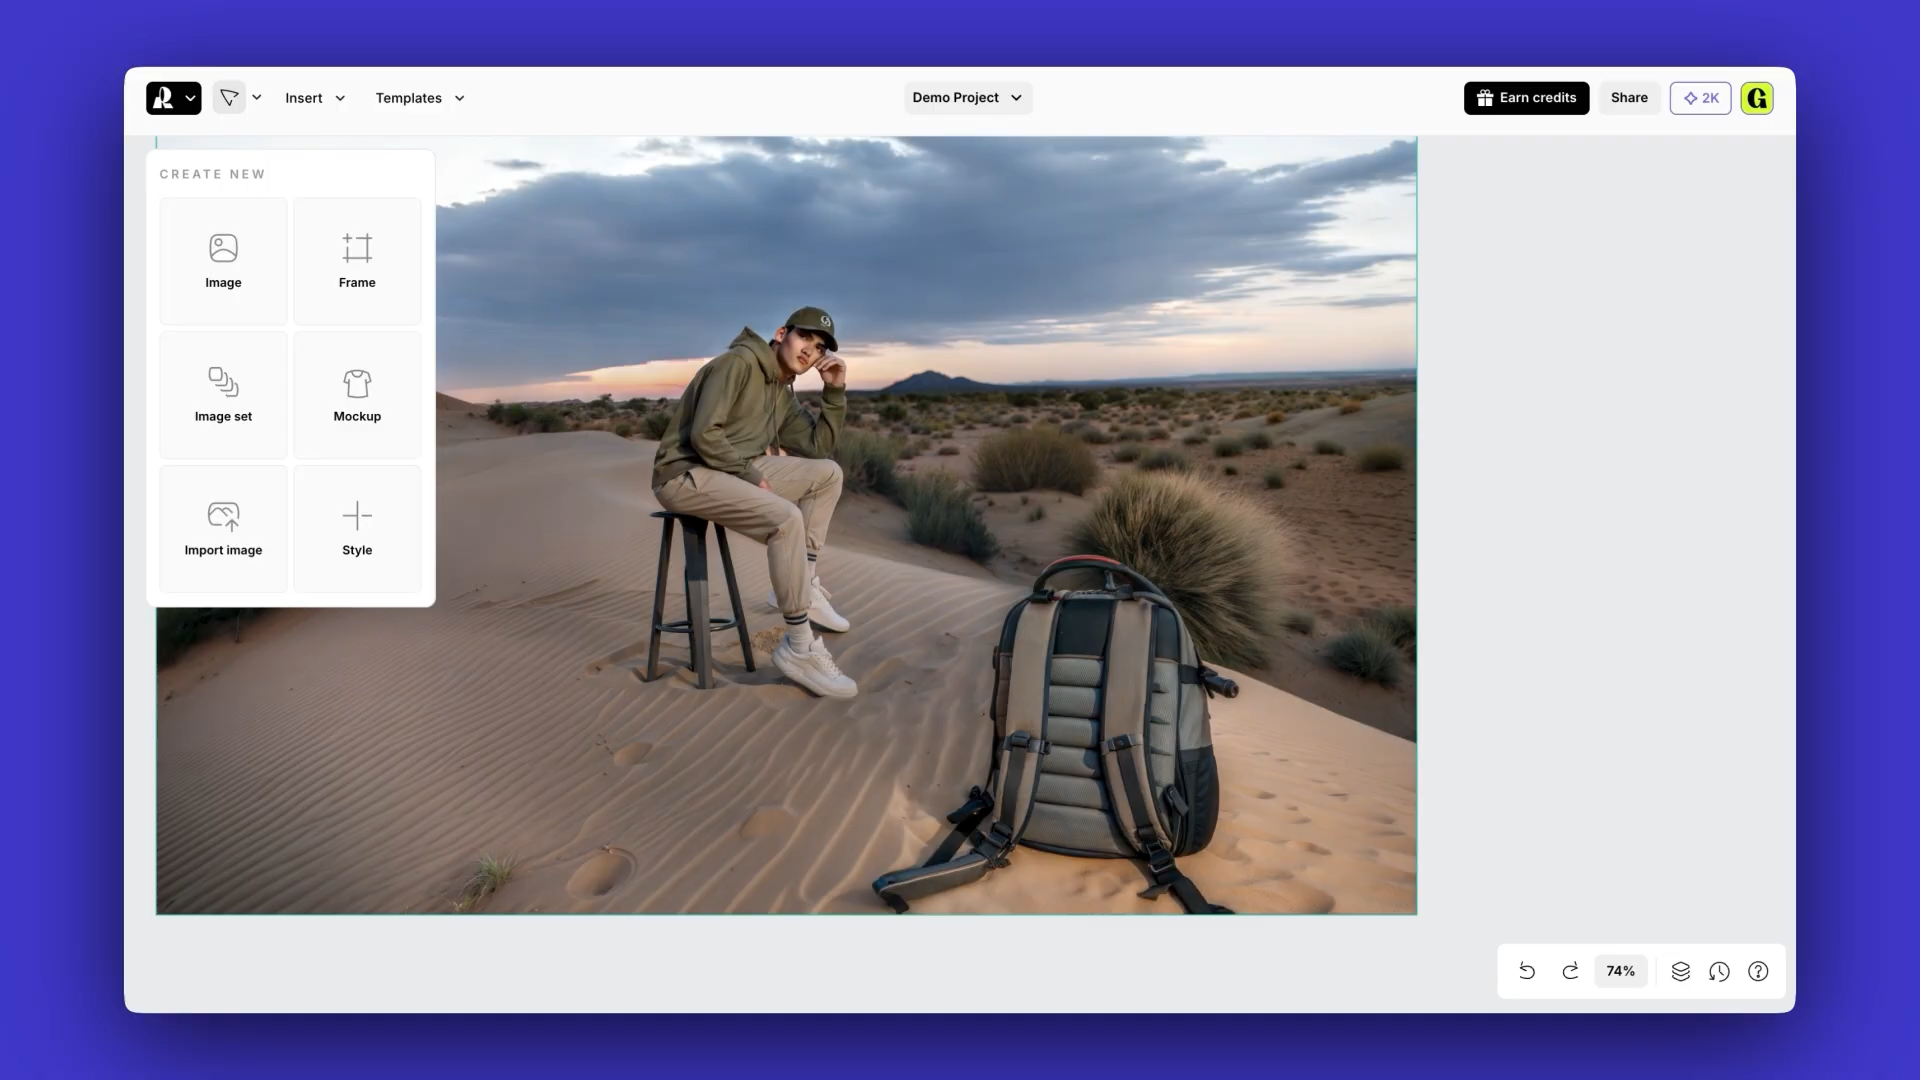 Insert
Templates
Demo Project
Earn credits
Share
2K
G
CREATE NEW
Image
Frame
Image set
Mockup
Import image
Style
74%